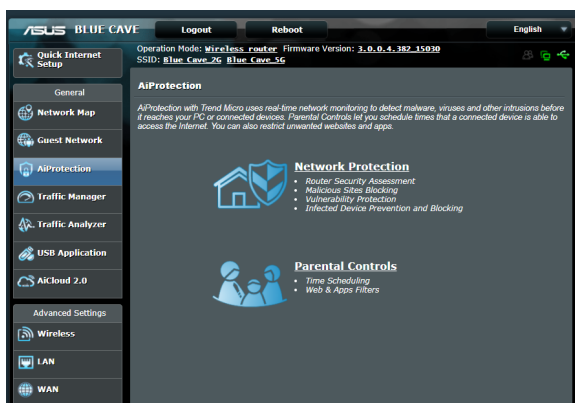 ASUS BLUE CAVE Logout Reboot English
Operation Mode: Wireless router Firmware Version: 3.0.0.4.382_15030
SSID: Blue Cave_2G Blue Cave_5G
Quick Internet
Setup
General
Network Map
Guest Network
AiProtection
Traffic Manager
Traffic Analyzer
USB Application
AiCloud 2.0
Advanced Settings
Wireless
LAN
WAN
AiProtection
AiProtection with Trend Micro uses real-time network monitoring to detect malware, viruses and other intrusions before
it reaches your PC or connected devices. Parental Controls let you schedule times that a connected device is able to
access the Internet. You can also restrict unwanted websites and apps.
Network Protection
• Router Security Assessment
• Malicious Sites Blocking
• Vulnerability Protection
• Infected Device Prevention and Blocking
Parental Controls
• Time Scheduling
• Web & Apps Filters